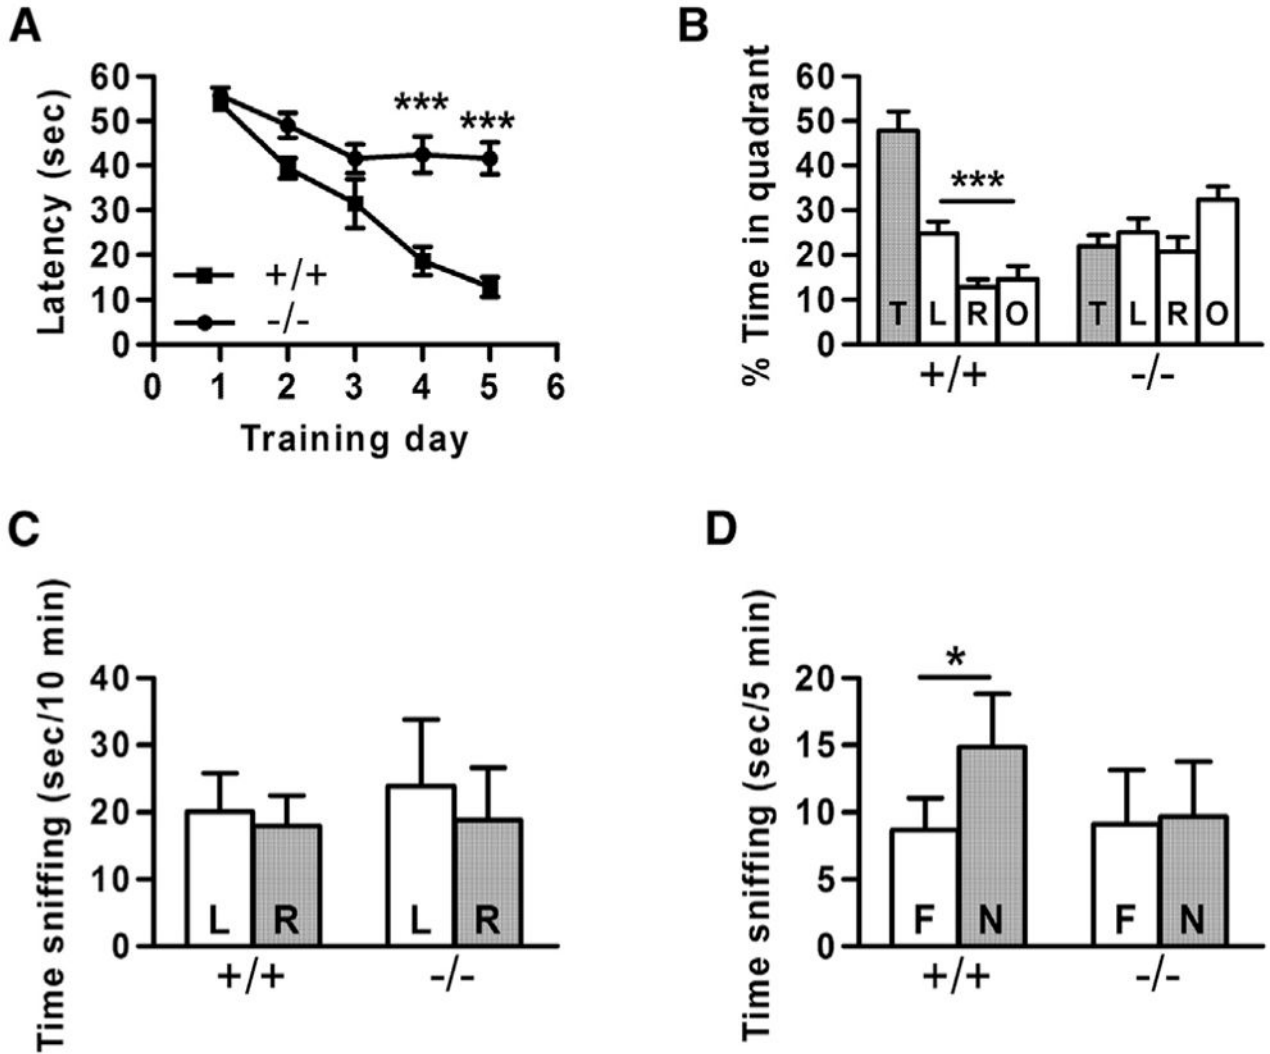 A
Latency (sec)
60
50
40
30
20
10
0
*** ***
+/+
-/-
0 1 2 3 4 5 6
Training day
B
% Time in quadrant
60
50
40
30
20
10
0
***
T L R O T L R O
+/+ -/-
C
Time sniffing (sec/10 min)
40
30
20
10
0
L R L R
+/+ -/-
D
Time sniffing (sec/5 min)
20
15
10
5
0
*
F N F N
+/+ -/-